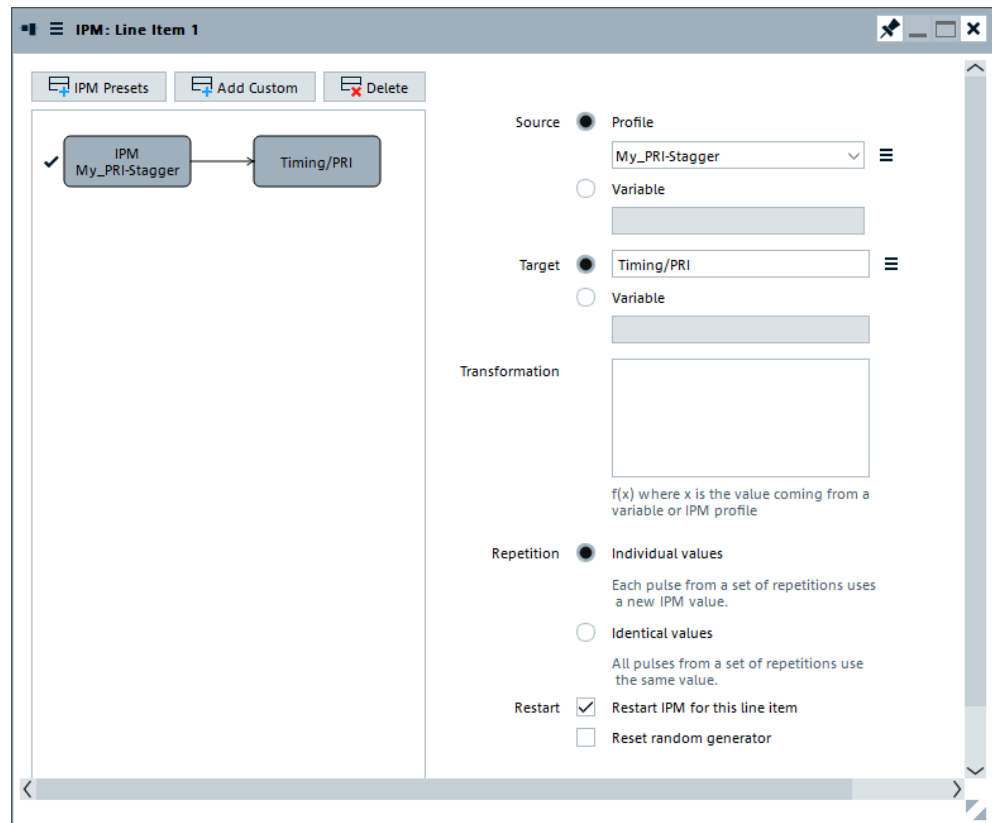 IPM: Line Item 1
IPM Presets
Add Custom
Delete
IPM
My_PRI-Stagger
Timing/PRI
Source
Profile
My_PRI-Stagger
Variable
Target
Timing/PRI
Variable
Transformation
f(x) where x is the value coming from a
variable or IPM profile
Repetition
Individual values
Each pulse from a set of repetitions uses
a new IPM value.
Identical values
All pulses from a set of repetitions use
the same value.
Restart
Restart IPM for this line item
Reset random generator